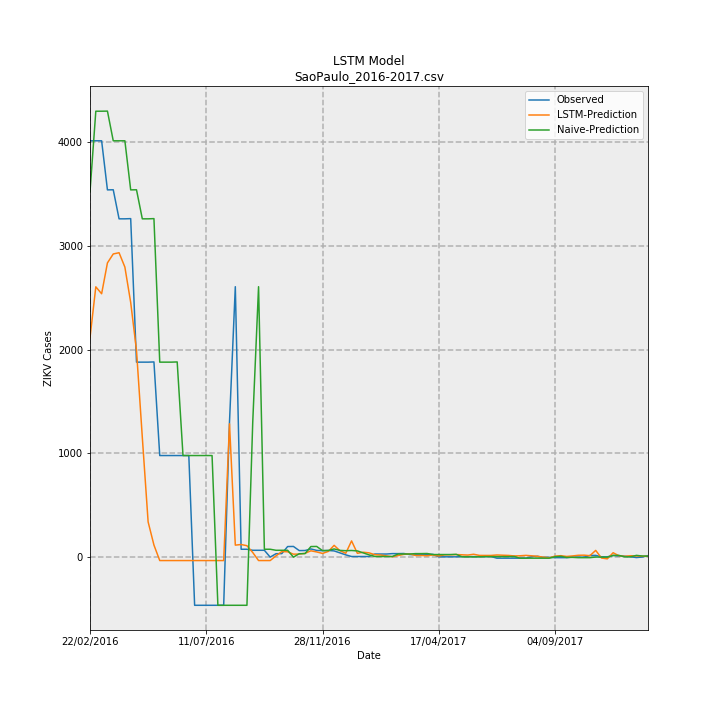 LSTM Model
SaoPaulo_2016-2017.csv
Observed
LSTM-Prediction
Naive-Prediction
ZIKV Cases
4000
3000
2000
1000
0
22/02/2016
11/07/2016
28/11/2016
17/04/2017
04/09/2017
Date